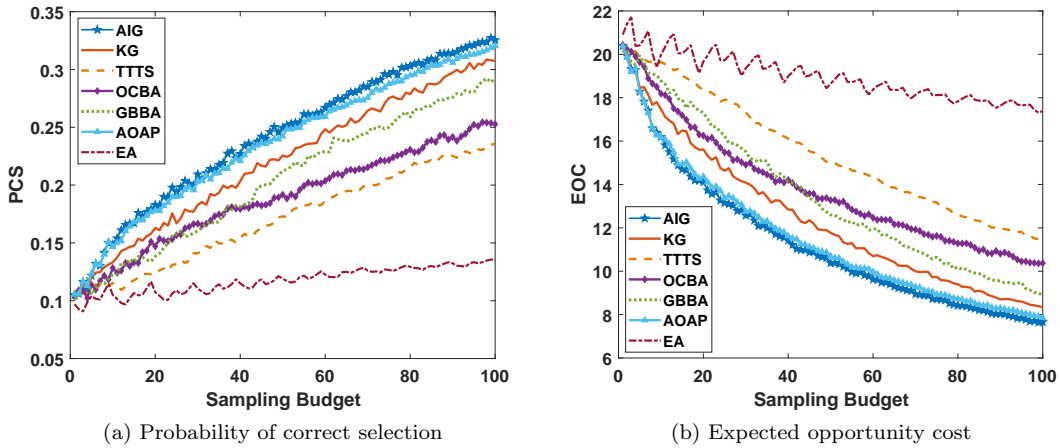 AIG
KG
TTTS
OCBA
GBBA
AOAP
EA
PCS
0.35
0.3
0.25
0.2
0.15
0.1
0.05
0 20 40 60 80 100
Sampling Budget
(a) Probability of correct selection
EOC
22
20
18
16
14
12
10
8
6
AIG
KG
TTTS
OCBA
GBBA
AOAP
EA
0 20 40 60 80 100
Sampling Budget
(b) Expected opportunity cost